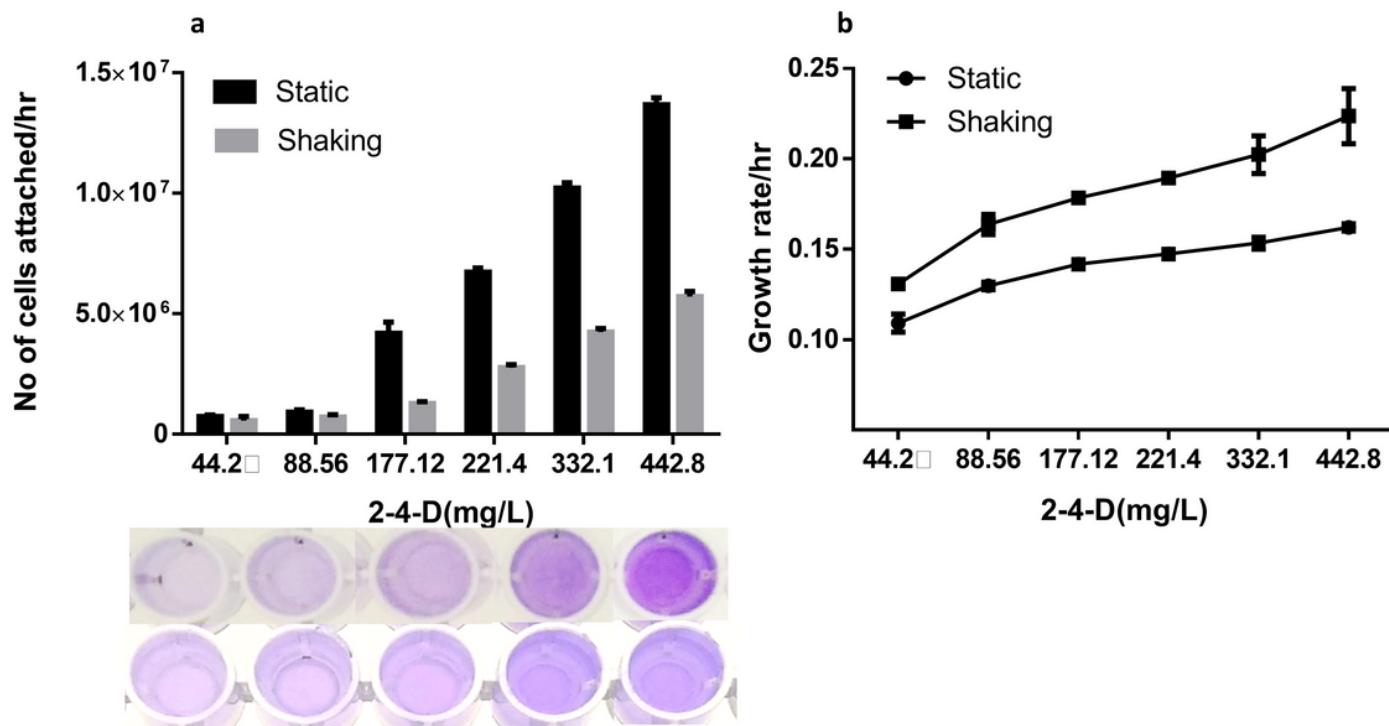 a
No of cells attached/hr
1.5×10⁷
1.0×10⁷
5.0×10⁶
0
Static
Shaking
44.2□ 88.56 177.12 221.4 332.1 442.8
2-4-D(mg/L)
b
Growth rate/hr
0.25
0.20
0.15
0.10
Static
Shaking
44.2□ 88.56 177.12 221.4 332.1 442.8
2-4-D(mg/L)